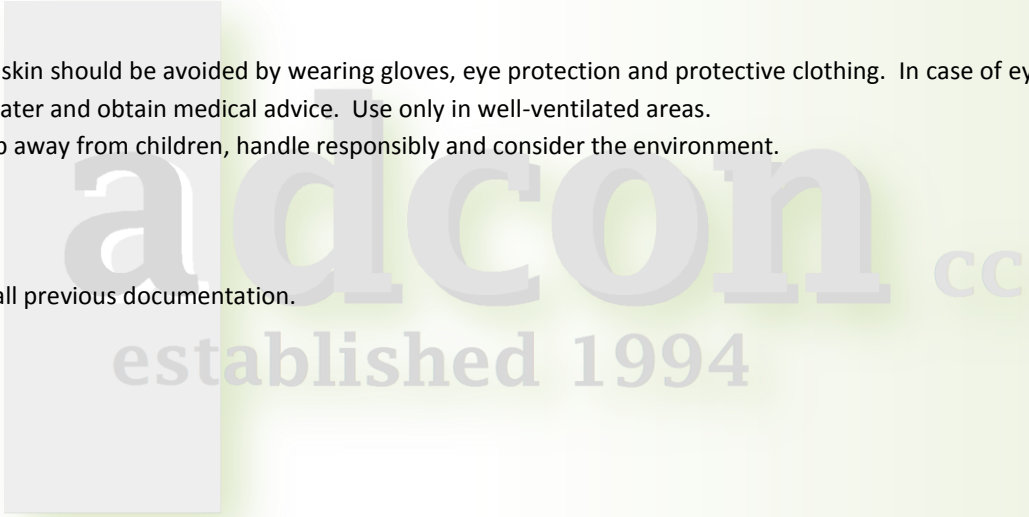 skin should be avoided by wearing gloves, eye protection and protective clothing. In case of ey
ater and obtain medical advice. Use only in well-ventilated areas.
away from children, handle responsibly and consider the environment.
adcon cc
all previous documentation.
established 1994